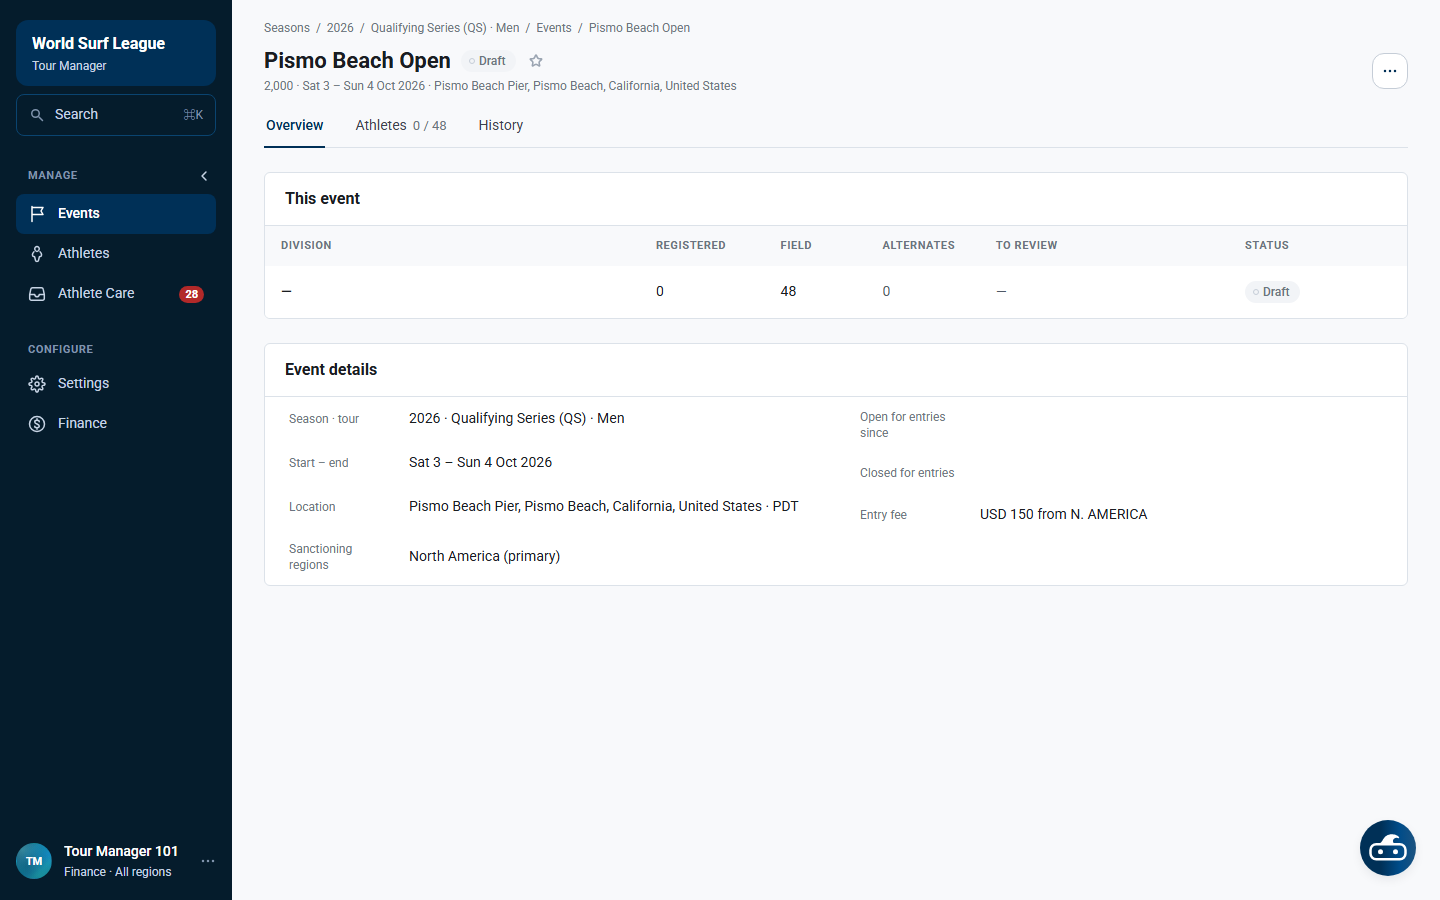 World Surf League
Tour Manager
Search ⌘K
MANAGE
Events
Athletes
Athlete Care 28
CONFIGURE
Settings
Finance
TM
Tour Manager 101
Finance · All regions
Seasons / 2026 / Qualifying Series (QS) · Men / Events / Pismo Beach Open
Pismo Beach Open Draft
2,000 · Sat 3 – Sun 4 Oct 2026 · Pismo Beach Pier, Pismo Beach, California, United States
Overview Athletes 0 / 48 History
This event
DIVISION REGISTERED FIELD ALTERNATES TO REVIEW STATUS
— 0 48 0 — Draft
Event details
Season · tour 2026 · Qualifying Series (QS) · Men
Start – end Sat 3 – Sun 4 Oct 2026
Location Pismo Beach Pier, Pismo Beach, California, United States · PDT
Sanctioning
regions
North America (primary)
Open for entries
since
Closed for entries
Entry fee USD 150 from N. AMERICA